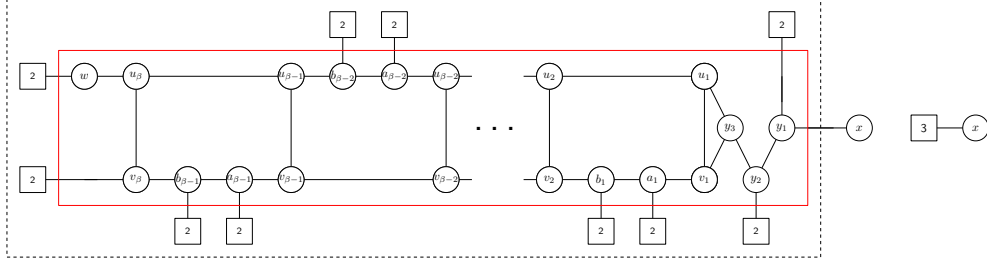 2 2 2
2 w u_β u_{β−1} b_{β−2} a_{β−2} u_{β−2} u_2 u_1
. . . y_3 y_1 x 3 x
2 v_β b_{β−1} a_{β−1} v_{β−1} v_{β−2} v_2 b_1 a_1 v_1 y_2
2 2 2 2 2